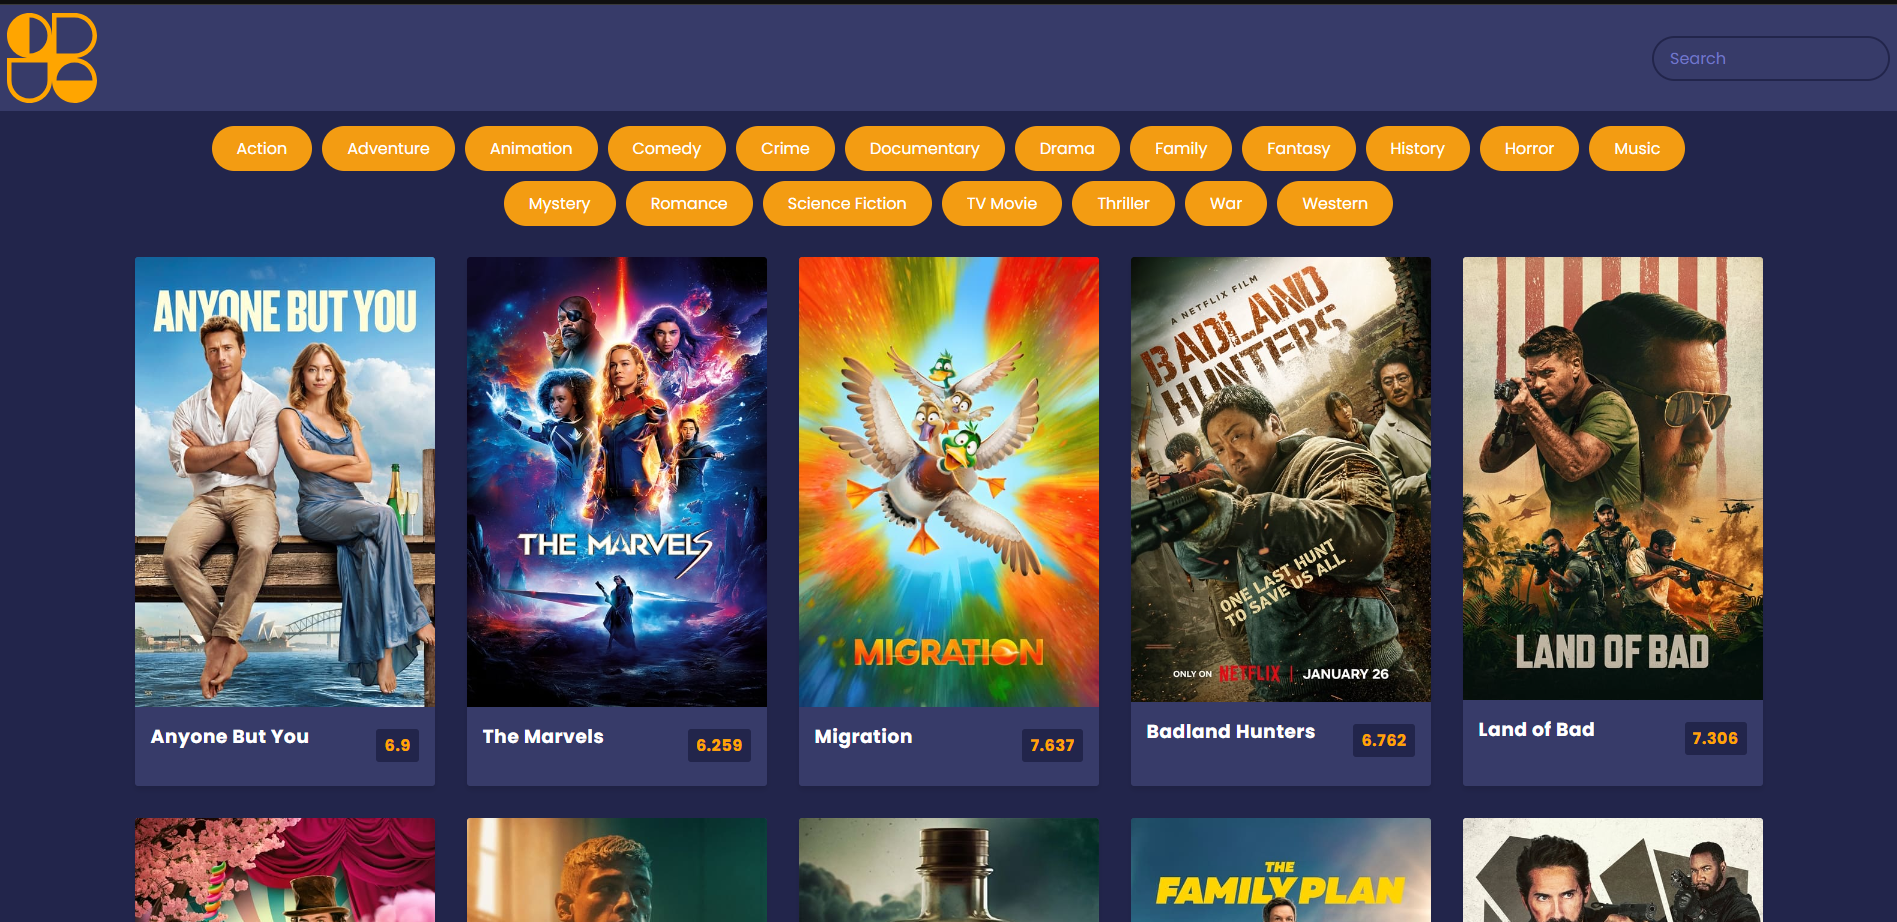 Search
Action Adventure Animation Comedy Crime Documentary Drama Family Fantasy History Horror Music
Mystery Romance Science Fiction TV Movie Thriller War Western
ANYONE BUT YOU
THE MARVELS
MIGRATION
A NETFLIX FILM
BADLAND
HUNTERS
ONE LAST HUNT
TO SAVE US ALL
ONLY ON NETFLIX | JANUARY 26
LAND OF BAD
Anyone But You
6.9
The Marvels
6.259
Migration
7.637
Badland Hunters
6.762
Land of Bad
7.306
THE
FAMILY PLAN